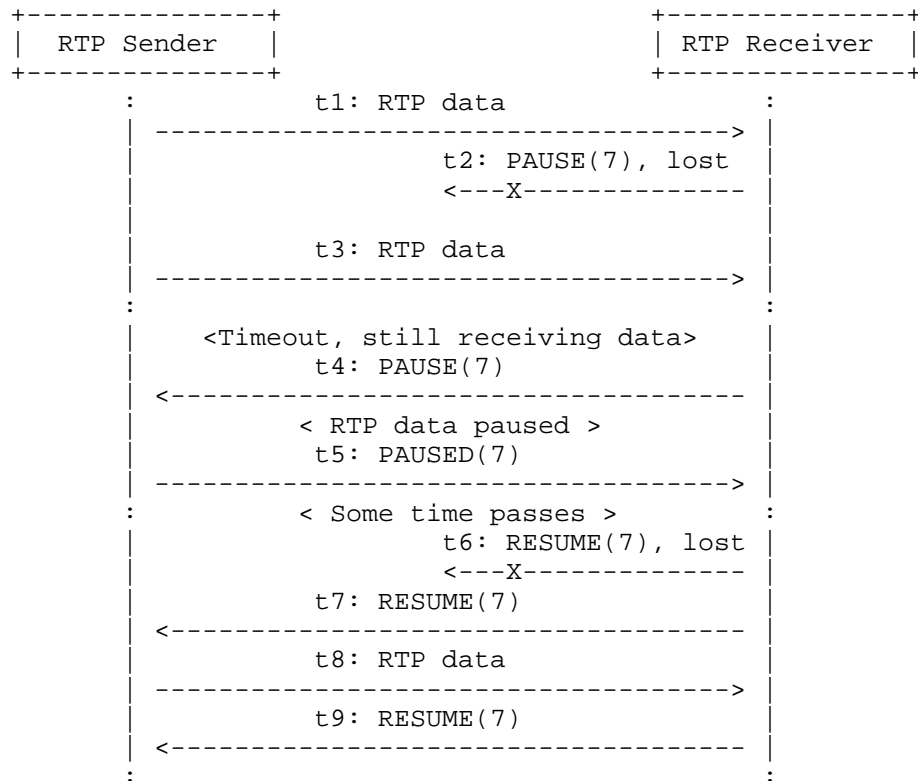 RTP Sender
RTP Receiver
t1: RTP data
t2: PAUSE(7), lost
<---X--------------
t3: RTP data
<Timeout, still receiving data>
t4: PAUSE(7)
< RTP data paused >
t5: PAUSED(7)
< Some time passes >
t6: RESUME(7), lost
<---X--------------
t7: RESUME(7)
t8: RTP data
t9: RESUME(7)